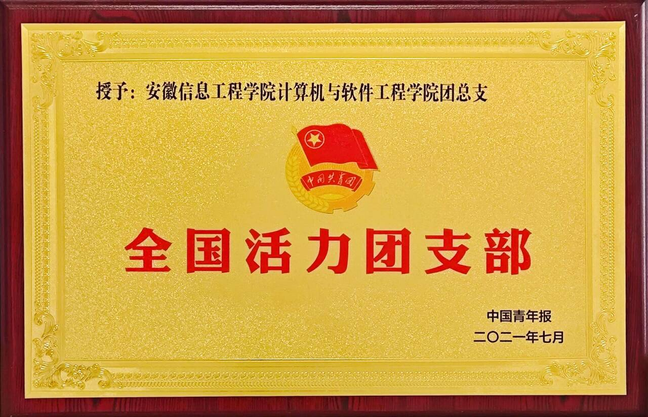 授予：安徽信息工程学院计算机与软件工程学院团总支
中国共青团
全国活力团支部
中国青年报
二〇二一年七月